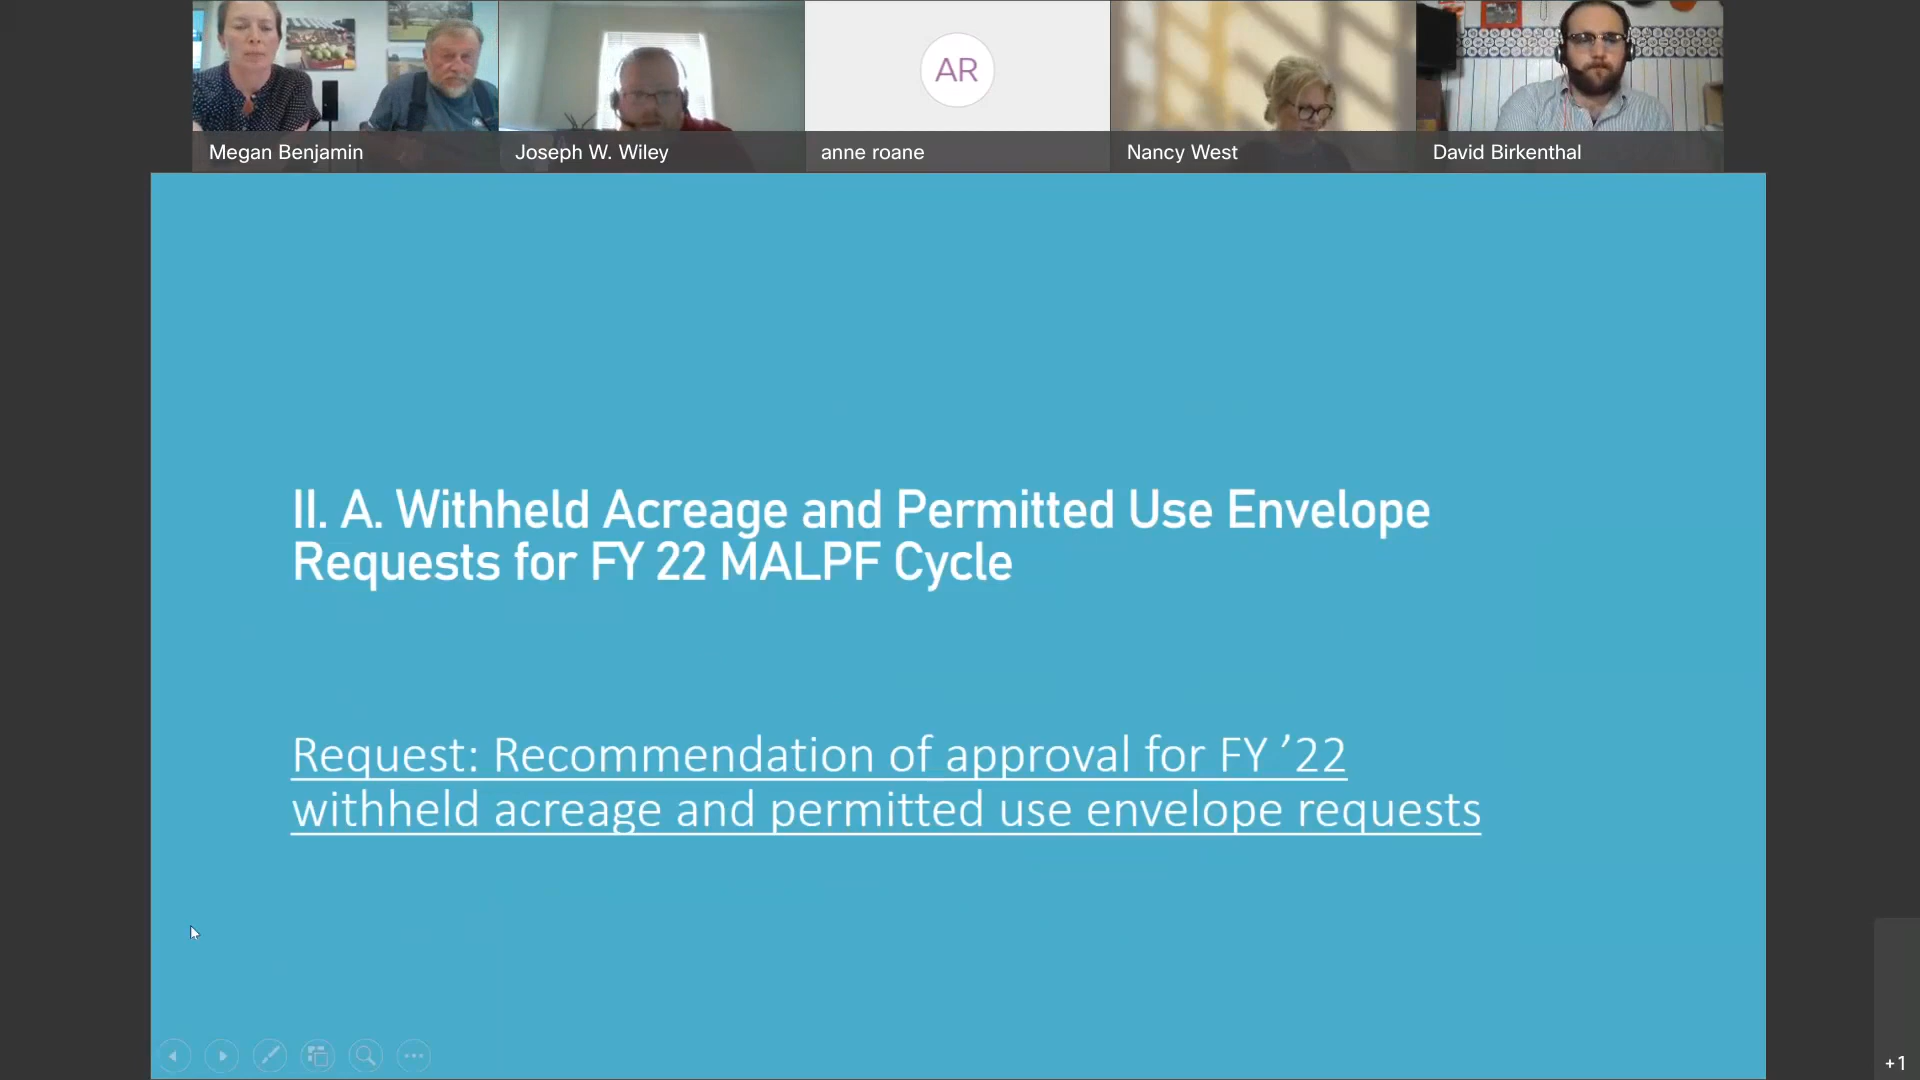 AR
Megan Benjamin
Joseph W. Wiley
anne roane
Nancy West
David Birkenthal
II. A. Withheld Acreage and Permitted Use Envelope
Requests for FY 22 MALPF Cycle
Request: Recommendation of approval for FY ’22
withheld acreage and permitted use envelope requests
+1